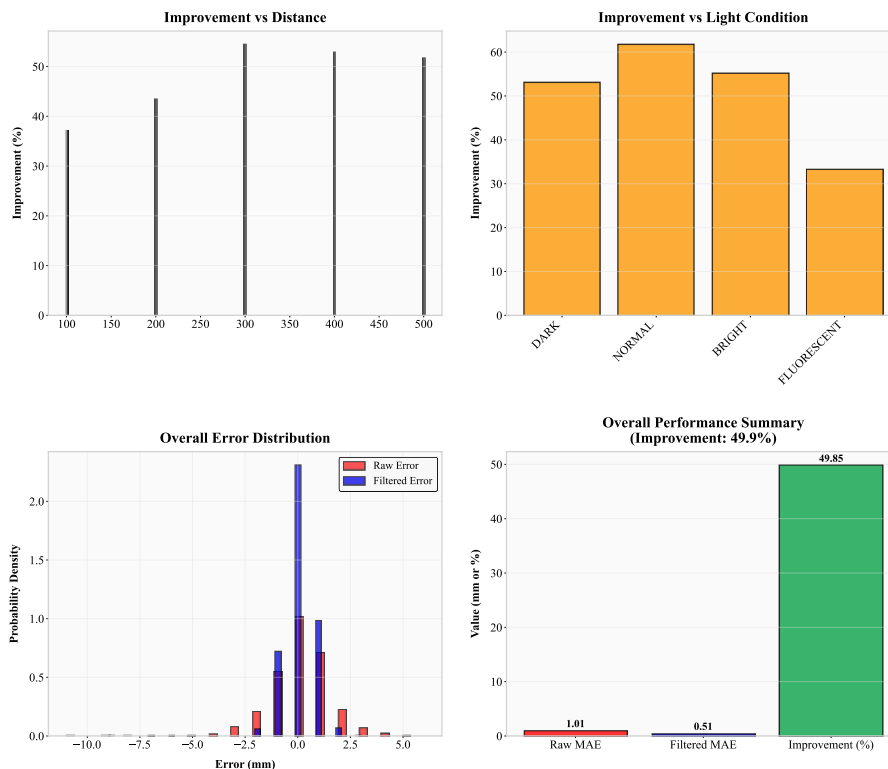 Improvement vs Distance
Improvement (%)
50
40
30
20
10
0
100 150 200 250 300 350 400 450 500
Improvement vs Light Condition
Improvement (%)
60
50
40
30
20
10
0
DARK
NORMAL
BRIGHT
FLUORESCENT
Overall Error Distribution
Raw Error
Filtered Error
Probability Density
2.0
1.5
1.0
0.5
0.0
−10.0 −7.5 −5.0 −2.5 0.0 2.5 5.0
Error (mm)
Overall Performance Summary
(Improvement: 49.9%)
Value (mm or %)
50
40
30
20
10
0
1.01
0.51
49.85
Raw MAE Filtered MAE Improvement (%)